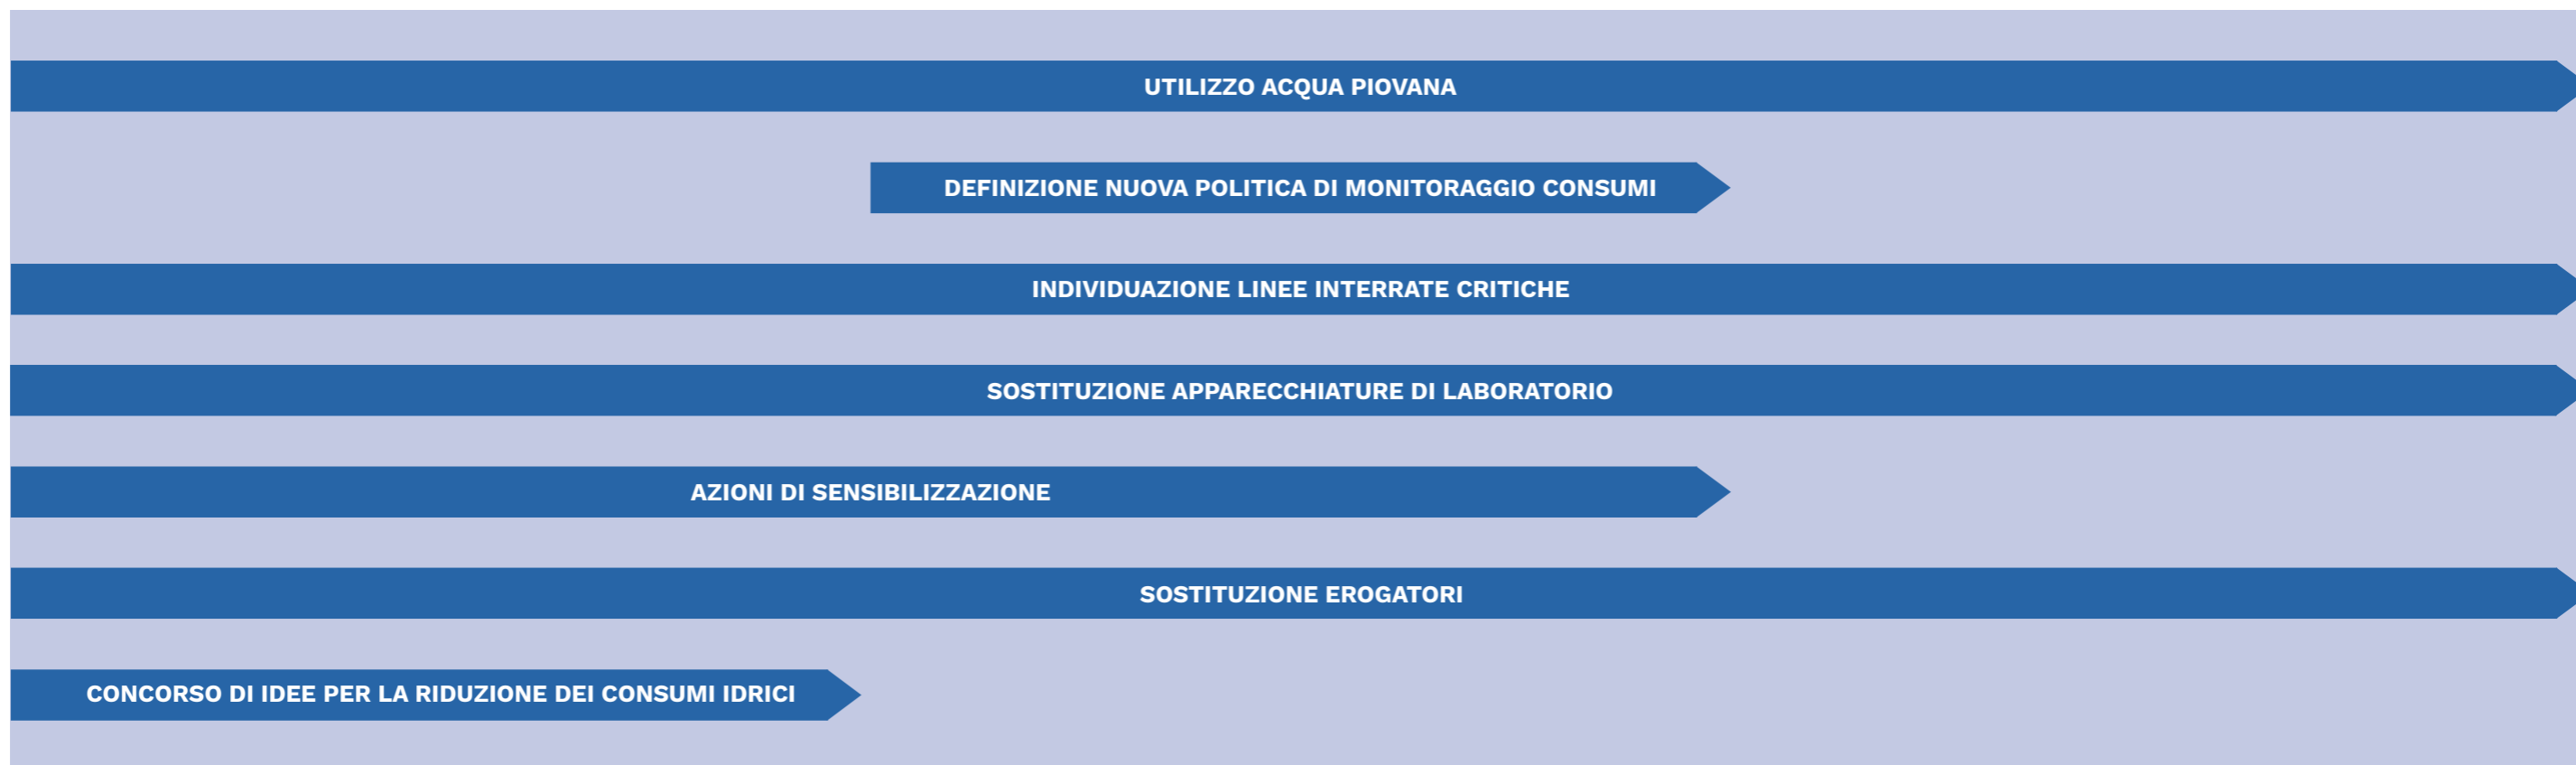 UTILIZZO ACQUA PIOVANA
DEFINIZIONE NUOVA POLITICA DI MONITORAGGIO CONSUMI
INDIVIDUAZIONE LINEE INTERRATE CRITICHE
SOSTITUZIONE APPARECCHIATURE DI LABORATORIO
AZIONI DI SENSIBILIZZAZIONE
SOSTITUZIONE EROGATORI
CONCORSO DI IDEE PER LA RIDUZIONE DEI CONSUMI IDRICI